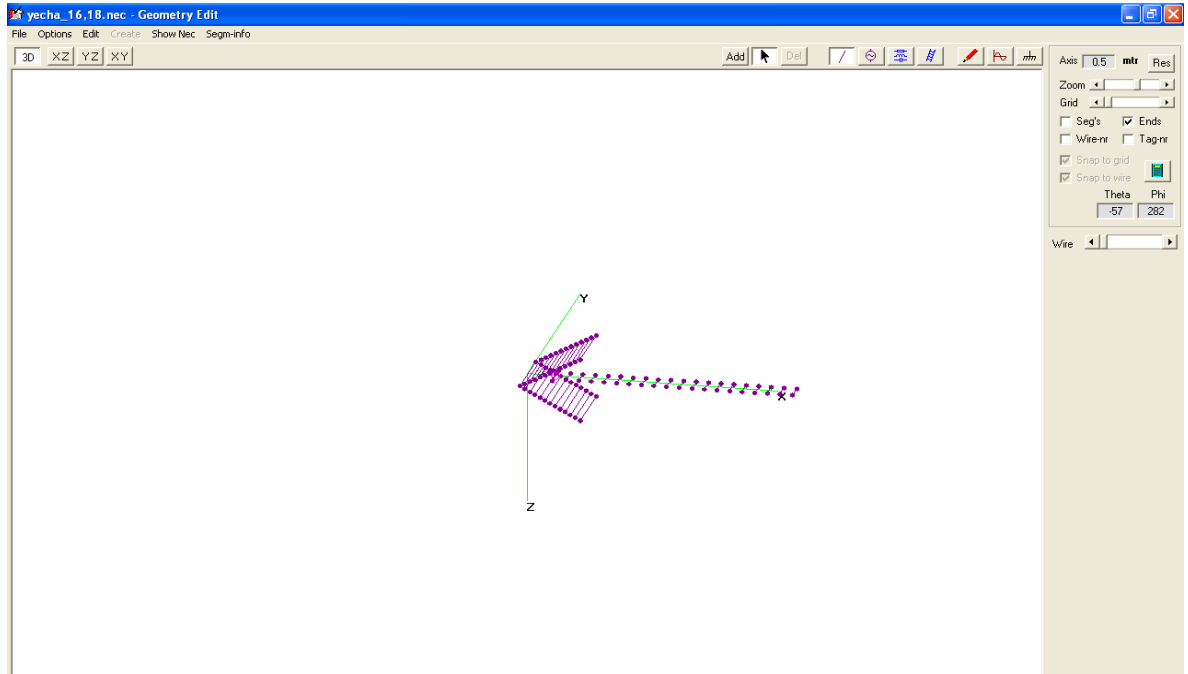 yecha_16,18.nec - Geometry Edit
File Options Edit Create Show Nec Segm-info
3D XZ YZ XY Add Del
Axis 0.5 mtr Res
Zoom
Grid
Seg's Ends
Wire-nr Tag-nr
Snap to grid
Snap to wire
Theta Phi
-57 282
Wire
Y
X
Z